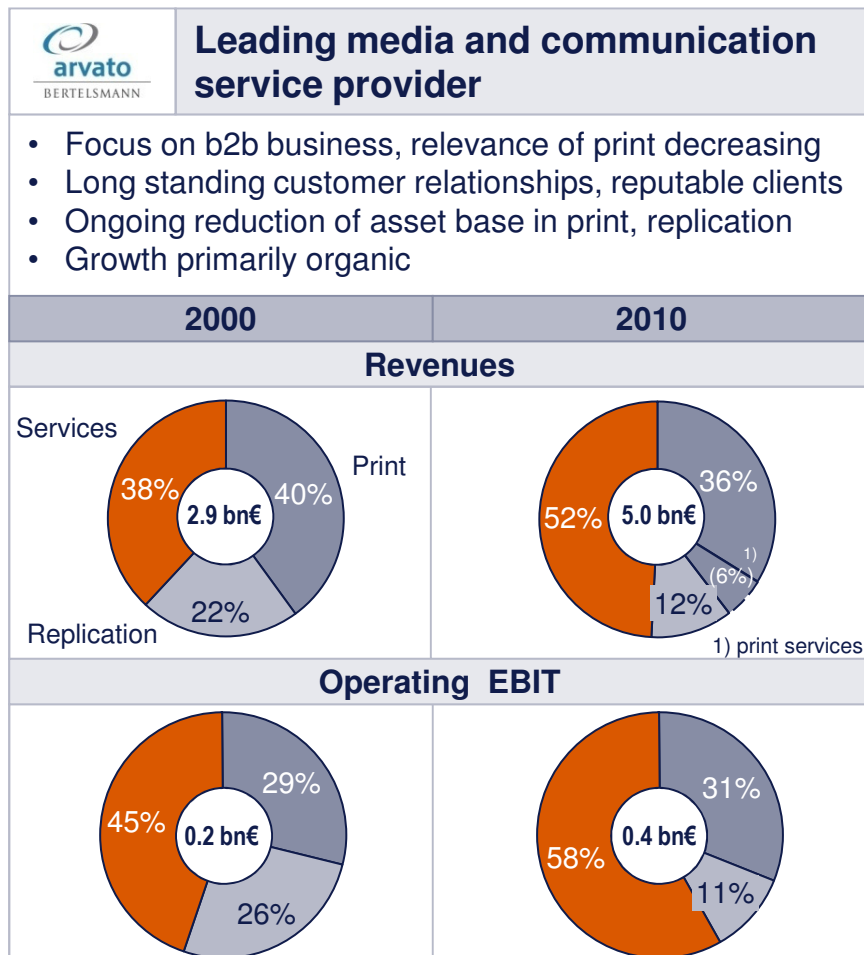 arvato
BERTELSMANN
Leading media and communication
service provider
• Focus on b2b business, relevance of print decreasing
• Long standing customer relationships, reputable clients
• Ongoing reduction of asset base in print, replication
• Growth primarily organic
2000
2010
Revenues
Services
Print
38%
40%
2.9 bn€
22%
Replication
36%
52%
5.0 bn€
1)
(6%)
12%
1) print services
Operating EBIT
29%
45%
0.2 bn€
26%
31%
58%
0.4 bn€
11%